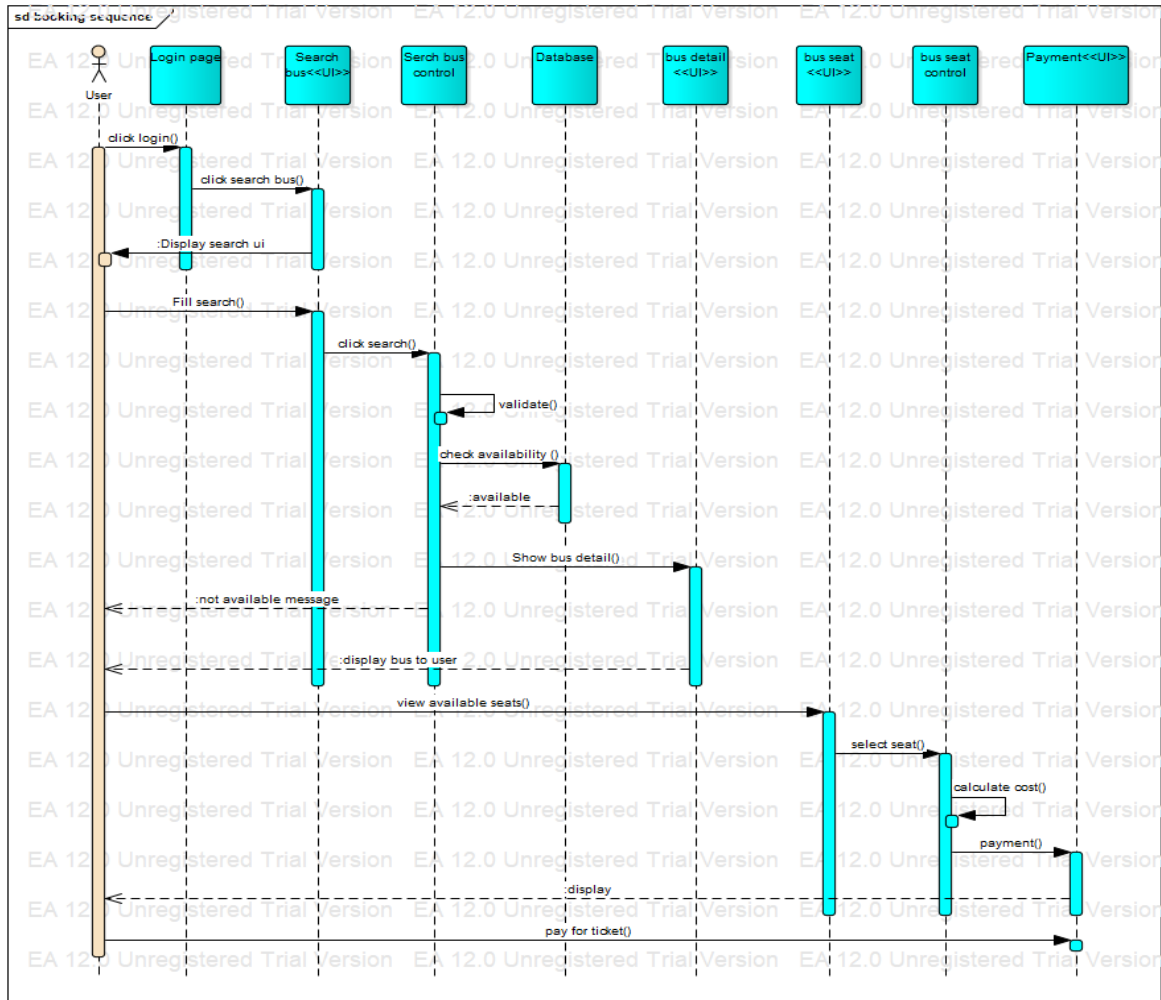 sd booking sequence
User
Login page
Search
bus<<UI>>
Serch bus
control
Database
bus detail
<<UI>>
bus seat
<<UI>>
bus seat
control
Payment<<UI>>
click login()
click search bus()
:Display search ui
Fill search()
click search()
validate()
check availability ()
:available
Show bus detail()
:not available message
:display bus to user
view available seats()
select seat()
calculate cost()
payment()
:display
pay for ticket()
EA 12.0 Unregistered Trial Version